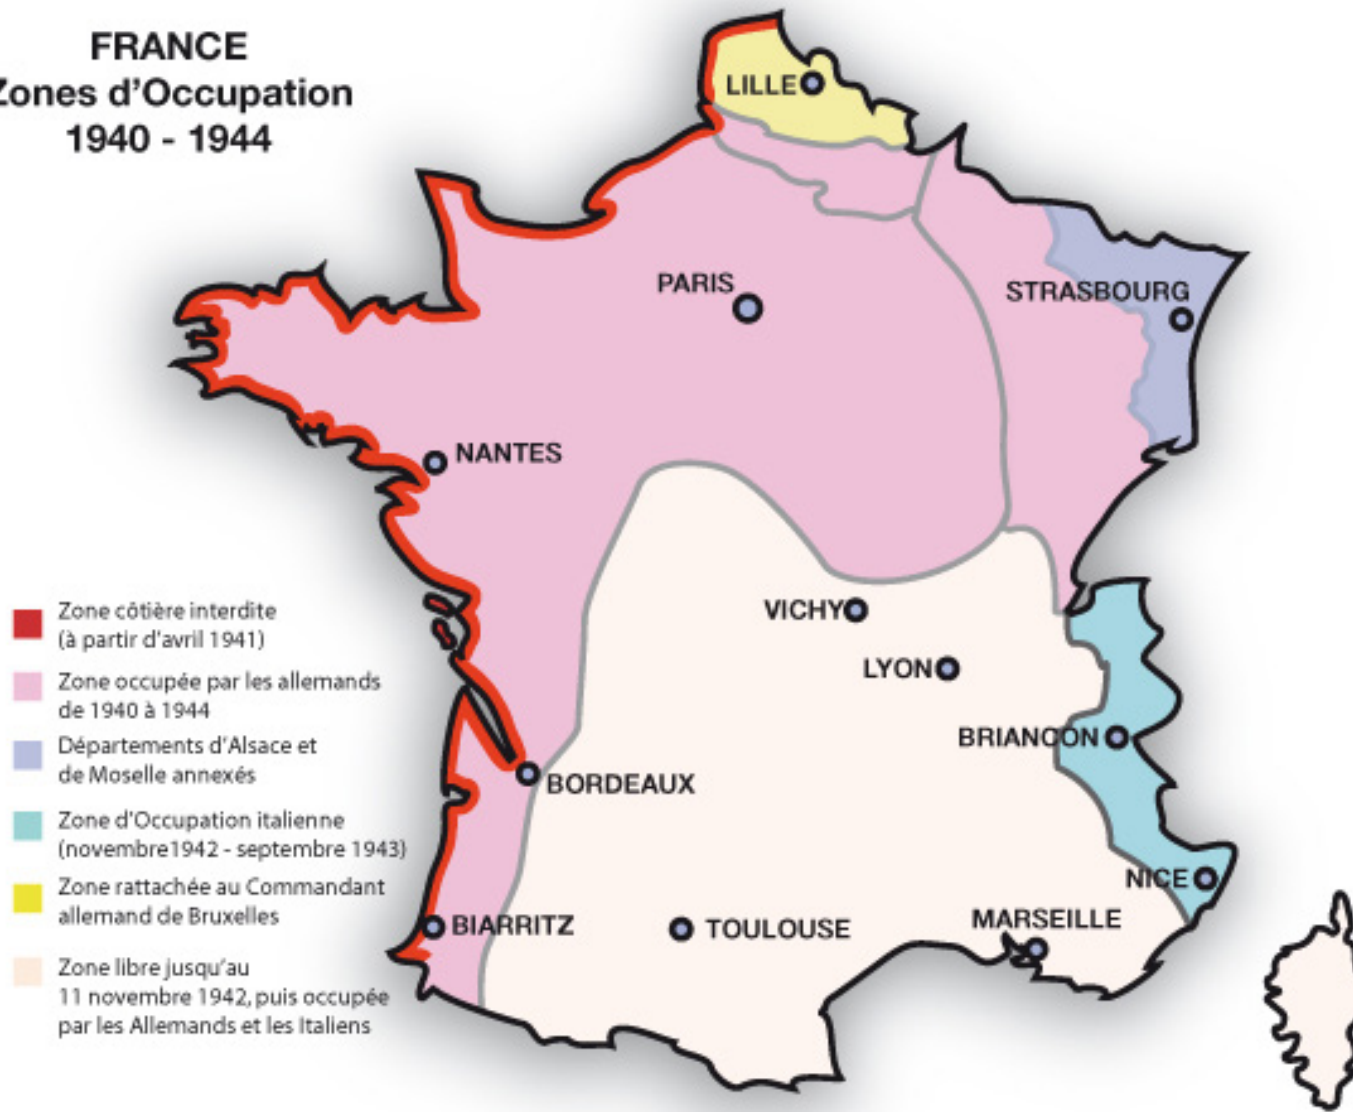 FRANCE
Zones d'Occupation
1940 - 1944
LILLE
PARIS
STRASBOURG
NANTES
VICHY
LYON
BRIANCON
BORDEAUX
NICE
MARSEILLE
BIARRITZ
TOULOUSE
Zone côtière interdite
(à partir d'avril 1941)
Zone occupée par les allemands
de 1940 à 1944
Départements d'Alsace et
de Moselle annexés
Zone d'Occupation italienne
(novembre1942 - septembre 1943)
Zone rattachée au Commandant
allemand de Bruxelles
Zone libre jusqu'au
11 novembre 1942, puis occupée
par les Allemands et les Italiens